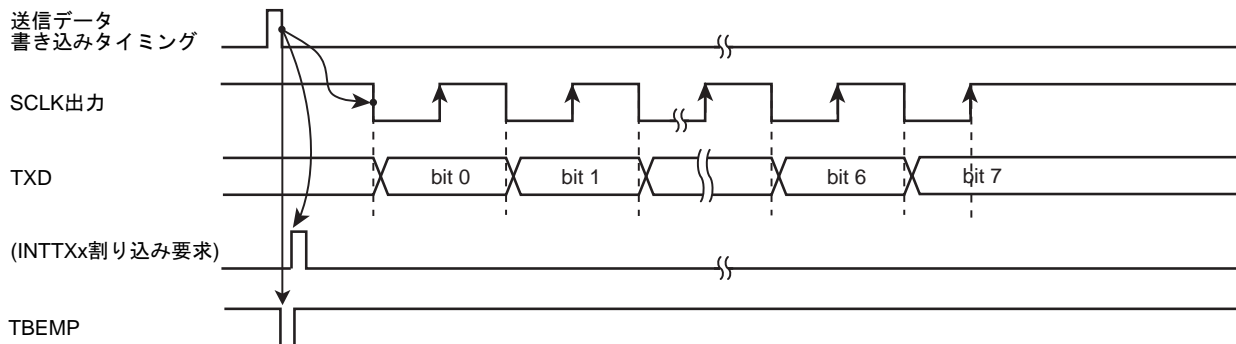 送信データ
書き込みタイミング
SCLK出力
TXD
bit 0
bit 1
bit 6
bit 7
(INTTXx割り込み要求)
TBEMP